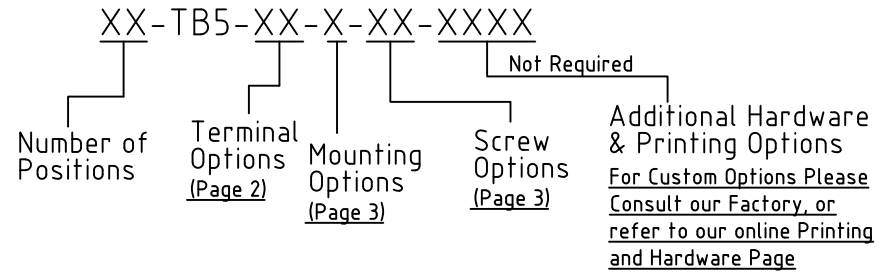 XX-TB5-XX-X-XX-XXXX
Not Required
Number of
Positions
Terminal
Options
(Page 2)
Mounting
Options
(Page 3)
Screw
Options
(Page 3)
Additional Hardware
& Printing Options
For Custom Options Please
Consult our Factory, or
refer to our online Printing
and Hardware Page